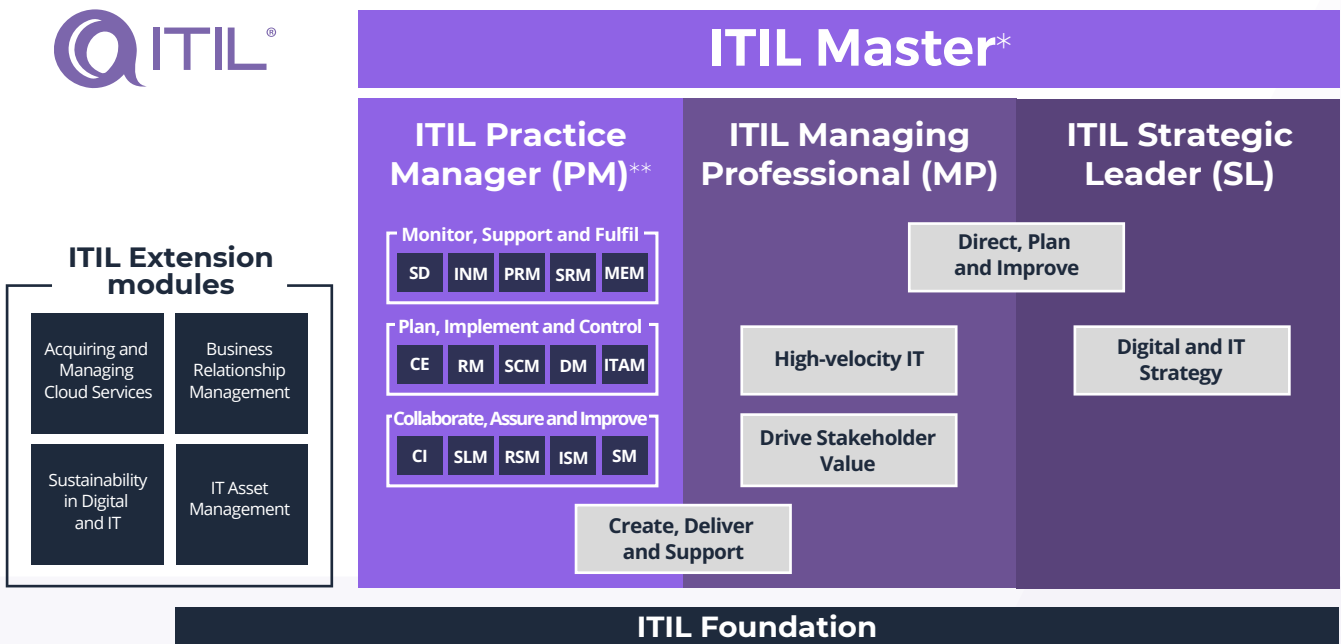 ITIL®
ITIL Master*
ITIL Practice
Manager (PM)**
ITIL Managing
Professional (MP)
ITIL Strategic
Leader (SL)
Monitor, Support and Fulfil
SD INM PRM SRM MEM
Plan, Implement and Control
CE RM SCM DM ITAM
Collaborate, Assure and Improve
CI SLM RSM ISM SM
Direct, Plan
and Improve
High-velocity IT
Digital and IT
Strategy
Drive Stakeholder
Value
Create, Deliver
and Support
ITIL Extension
modules
Acquiring and
Managing
Cloud Services
Business
Relationship
Management
Sustainability
in Digital
and IT
IT Asset
Management
ITIL Foundation